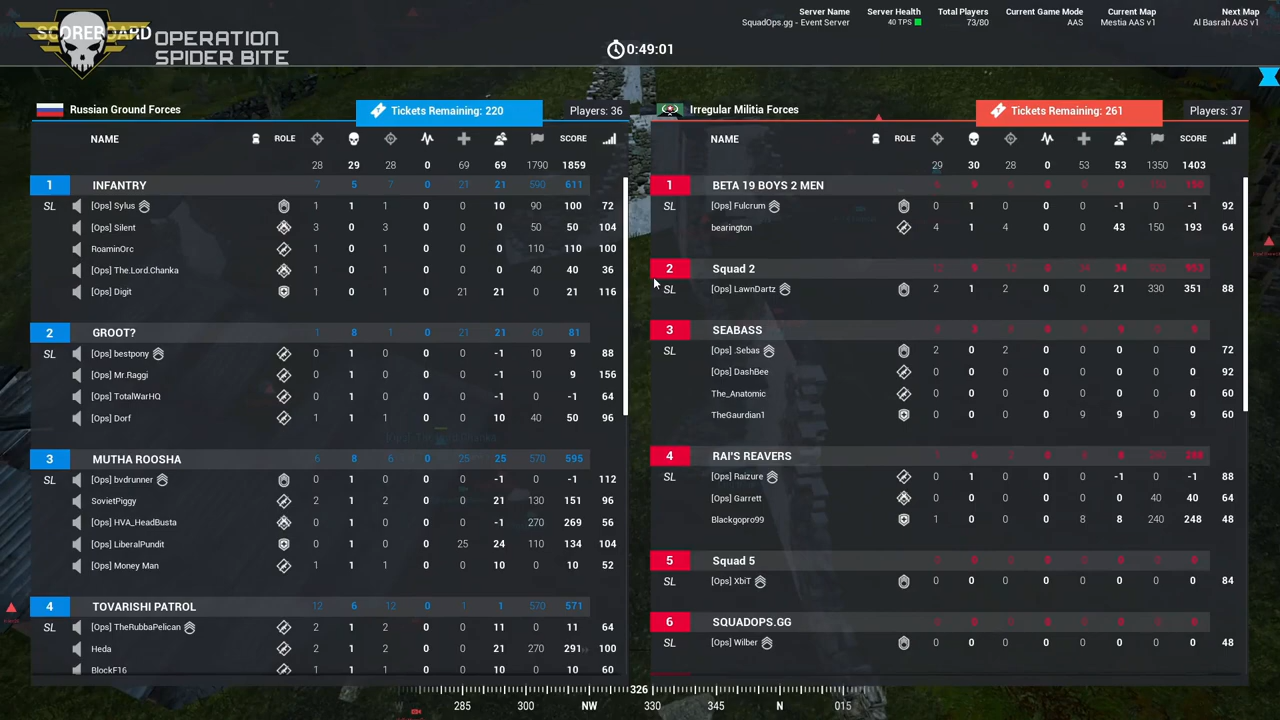 SCOREBOARD
OPERATION
SPIDER BITE
0:49:01
Server Name
SquadOps.gg - Event Server
Server Health
40 TPS
Total Players
73/80
Current Game Mode
AAS
Current Map
Mestia AAS v1
Next Map
Al Basrah AAS v1
Russian Ground Forces
Tickets Remaining: 220
Players: 36
NAME ROLE SCORE
28 29 28 0 69 69 1790 1859
1 INFANTRY 7 5 7 0 21 21 590 611
SL [Ops] Sylus 1 1 1 0 0 10 90 100 72
[Ops] Silent 3 0 3 0 0 0 50 50 104
RoaminOrc 1 0 1 0 0 0 110 110 100
[Ops] The.Lord.Chanka 1 0 1 0 0 0 40 40 36
[Ops] Digit 1 0 1 0 21 21 0 21 116
2 GROOT? 1 8 1 0 21 21 60 81
SL [Ops] bestpony 0 1 0 0 0 -1 10 9 88
[Ops] Mr.Raggi 0 1 0 0 0 -1 10 9 156
[Ops] TotalWarHQ 0 1 0 0 0 -1 0 -1 64
[Ops] Dorf 1 1 1 0 0 10 40 50 96
3 MUTHA ROOSHA 6 8 6 0 25 25 570 595
SL [Ops] bvdrunner 0 1 0 0 0 -1 0 -1 112
SovietPiggy 2 1 2 0 0 21 130 151 96
[Ops] HVA_HeadBusta 0 1 0 0 0 -1 270 269 56
[Ops] LiberalPundit 0 1 0 0 25 24 110 134 104
[Ops] Money Man 1 1 1 0 0 10 0 10 52
4 TOVARISHI PATROL 12 6 12 0 1 1 570 571
SL [Ops] TheRubbaPelican 2 1 2 0 0 11 0 11 64
Heda 2 1 2 0 0 21 270 291 100
BlockF16 1 1 1 0 0 10 0 10 60
Irregular Militia Forces
Tickets Remaining: 261
Players: 37
NAME ROLE SCORE
29 30 28 0 53 53 1350 1403
1 BETA 19 BOYS 2 MEN
SL [Ops] Fulcrum 0 1 0 0 0 -1 0 -1 92
bearington 4 1 4 0 0 43 150 193 64
2 Squad 2
SL [Ops] LawnDartz 2 1 2 0 0 21 330 351 88
3 SEABASS
SL [Ops] .Sebas 2 0 2 0 0 0 0 0 72
[Ops] DashBee 0 0 0 0 0 0 0 0 92
The_Anatomic 0 0 0 0 0 0 0 0 60
TheGaurdian1 0 0 0 0 9 9 0 9 60
4 RAI'S REAVERS
SL [Ops] Raizure 0 1 0 0 0 -1 0 -1 88
[Ops] Garrett 0 0 0 0 0 0 40 40 64
Blackgopro99 1 0 0 0 8 8 240 248 48
5 Squad 5
SL [Ops] XbiT 0 0 0 0 0 0 0 0 84
6 SQUADOPS.GG
SL [Ops] Wilber 0 0 0 0 0 0 0 0 48
326
285 300 NW 330 345 N 015